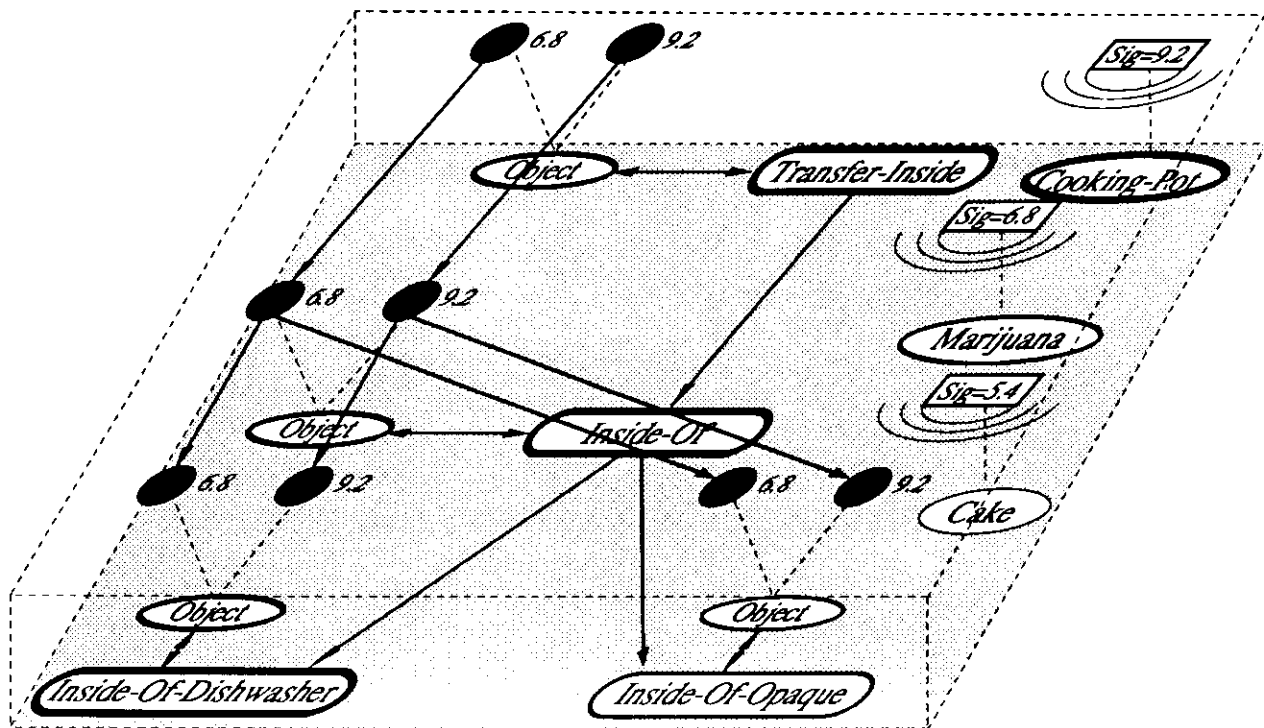 6.8
9.2
Sig=9.2
Object
Transfer-Inside
Cooking-Pot
Sig=6.8
6.8
9.2
Marijuana
Sig=5.4
Object
Inside-Of
6.8
9.2
6.8
9.2
Cake
Object
Object
Inside-Of-Dishwasher
Inside-Of-Opaque